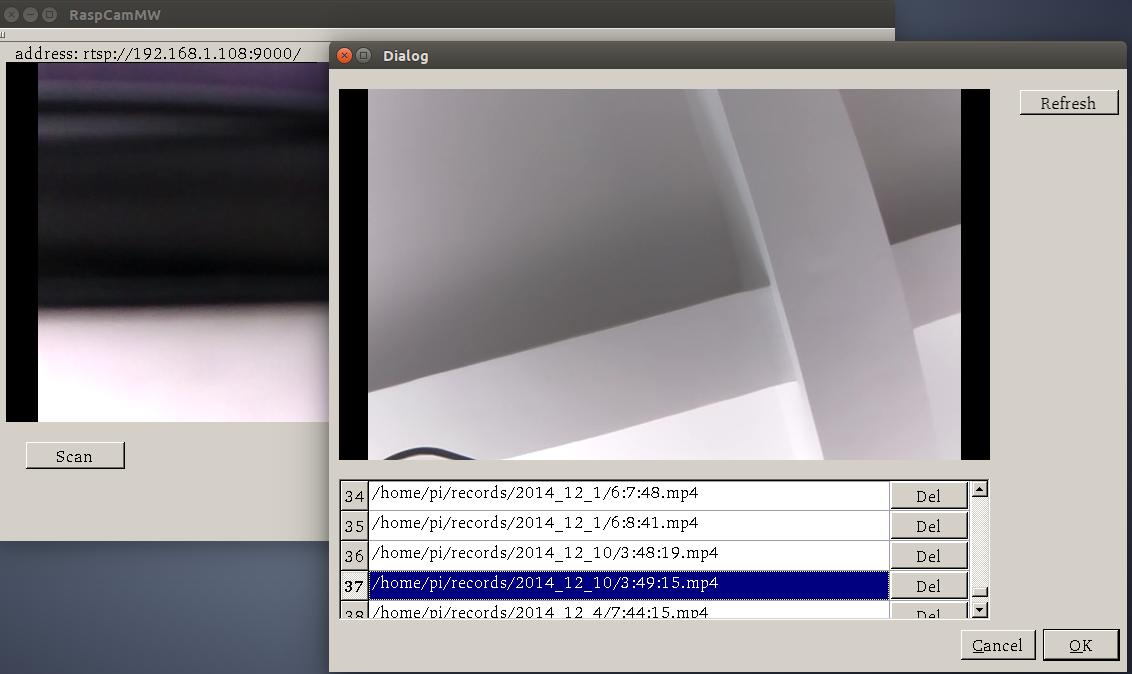 RaspCamMW
address: rtsp://192.168.1.108:9000/
Dialog
Refresh
Scan
34 /home/pi/records/2014_12_1/6:7:48.mp4 Del
35 /home/pi/records/2014_12_1/6:8:41.mp4 Del
36 /home/pi/records/2014_12_10/3:48:19.mp4 Del
37 /home/pi/records/2014_12_10/3:49:15.mp4 Del
38 /home/pi/records/2014_12_4/7:44:15.mp4 Del
Cancel OK